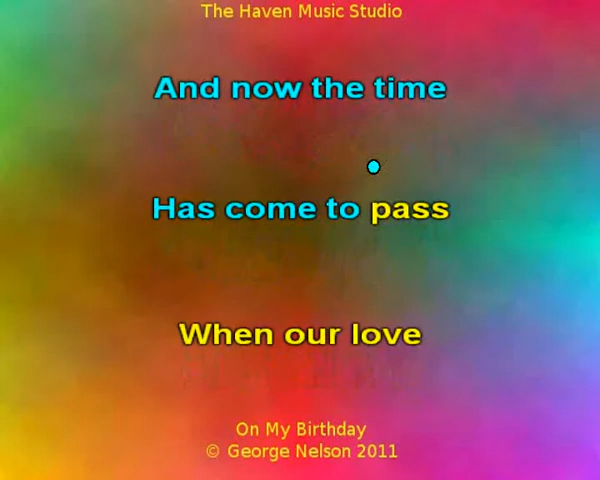 The Haven Music Studio
And now the time
Has come to pass
When our love
On My Birthday
© George Nelson 2011